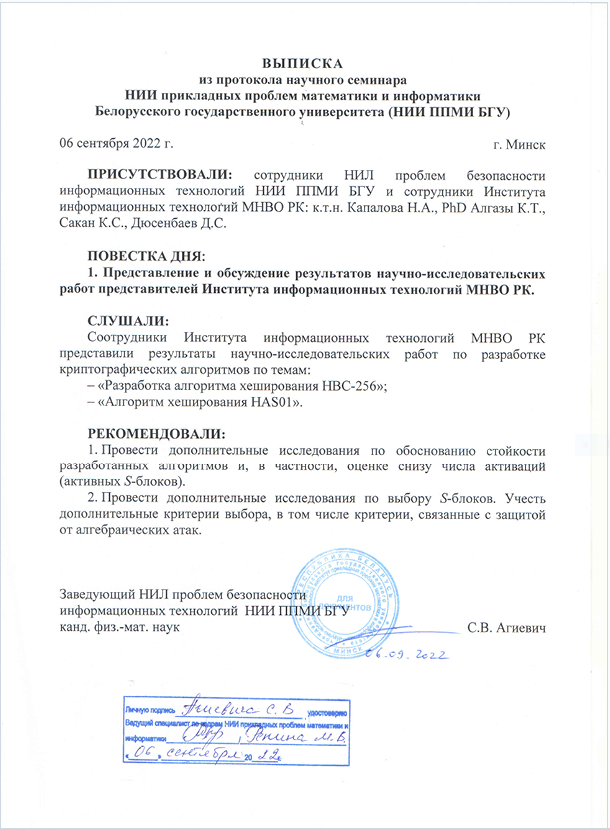 ВЫПИСКА
из протокола научного семинара
НИИ прикладных проблем математики и информатики
Белорусского государственного университета (НИИ ППМИ БГУ)
06 сентября 2022 г. г. Минск
ПРИСУТСТВОВАЛИ: сотрудники НИЛ проблем безопасности
информационных технологий НИИ ППМИ БГУ и сотрудники Института
информационных технологий МНВО РК: к.т.н. Капалова Н.А., PhD Алгазы К.Т.,
Сакан К.С., Дюсенбаев Д.С.
ПОВЕСТКА ДНЯ:
1. Представление и обсуждение результатов научно-исследовательских
работ представителей Института информационных технологий МНВО РК.
СЛУШАЛИ:
Соотрудники Института информационных технологий МНВО РК
представили результаты научно-исследовательских работ по разработке
криптографических алгоритмов по темам:
– «Разработка алгоритма хеширования HBC-256»;
– «Алгоритм хеширования HAS01».
РЕКОМЕНДОВАЛИ:
1. Провести дополнительные исследования по обоснованию стойкости
разработанных алгоритмов и, в частности, оценке снизу числа активаций
(активных S-блоков).
2. Провести дополнительные исследования по выбору S-блоков. Учесть
дополнительные критерии выбора, в том числе критерии, связанные с защитой
от алгебраических атак.
Заведующий НИЛ проблем безопасности
информационных технологий НИИ ППМИ БГУ
канд. физ.-мат. наук С.В. Агиевич
РЕСПУБЛИКА БЕЛАРУСЬ
ДЛЯ
ДОКУМЕНТОВ
г. МИНСК
06.09.2022
Личную подпись Агиевича С.В. удостоверяю
Ведущий специалист по кадрам НИИ прикладных проблем математики и
информатики М.В.
«06» сентября 2022г.